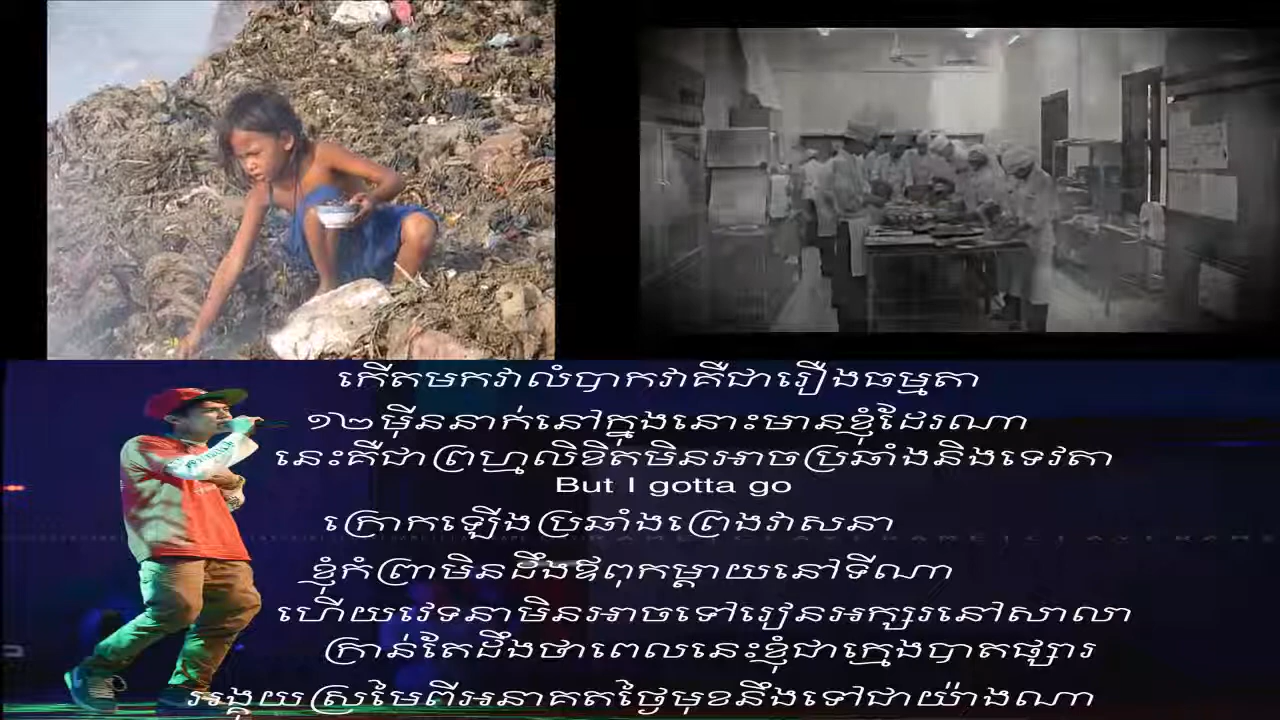 កើតមកវាលំបាកវាគឺជារឿងធម្មតា
១២ម៉ឺននាក់នៅក្នុងនោះមានខ្ញុំដែរណា
នេះគឺជាព្រហ្មលិខិតមិនអាចប្រឆាំងនិងទេវតា
But I gotta go
ក្រោកឡើងប្រឆាំងព្រេងវាសនា
ខ្ញុំកំព្រាមិនដឹងឪពុកម្តាយនៅទីណា
ហើយវេទនាមិនអាចទៅរៀនអក្សរនៅសាលា
គ្រាន់តែដឹងថាពេលនេះខ្ញុំជាក្មេងបាតផ្សារ
អង្គុយស្រមៃពីអនាគតថ្ងៃមុខនឹងទៅជាយ៉ាងណា